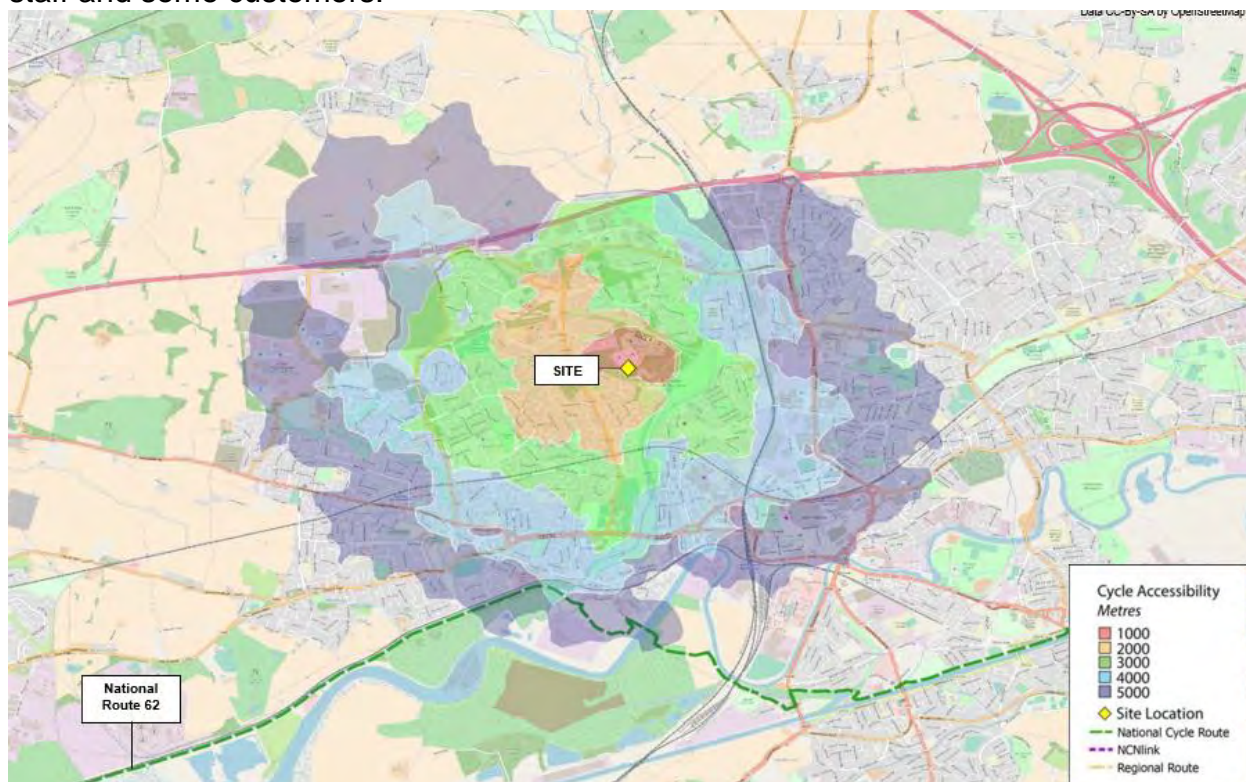 staff and some customers.
Data CC-By-SA by OpenStreetMap
SITE
National
Route 62
Cycle Accessibility
Metres
1000
2000
3000
4000
5000
Site Location
National Cycle Route
NCNlink
Regional Route